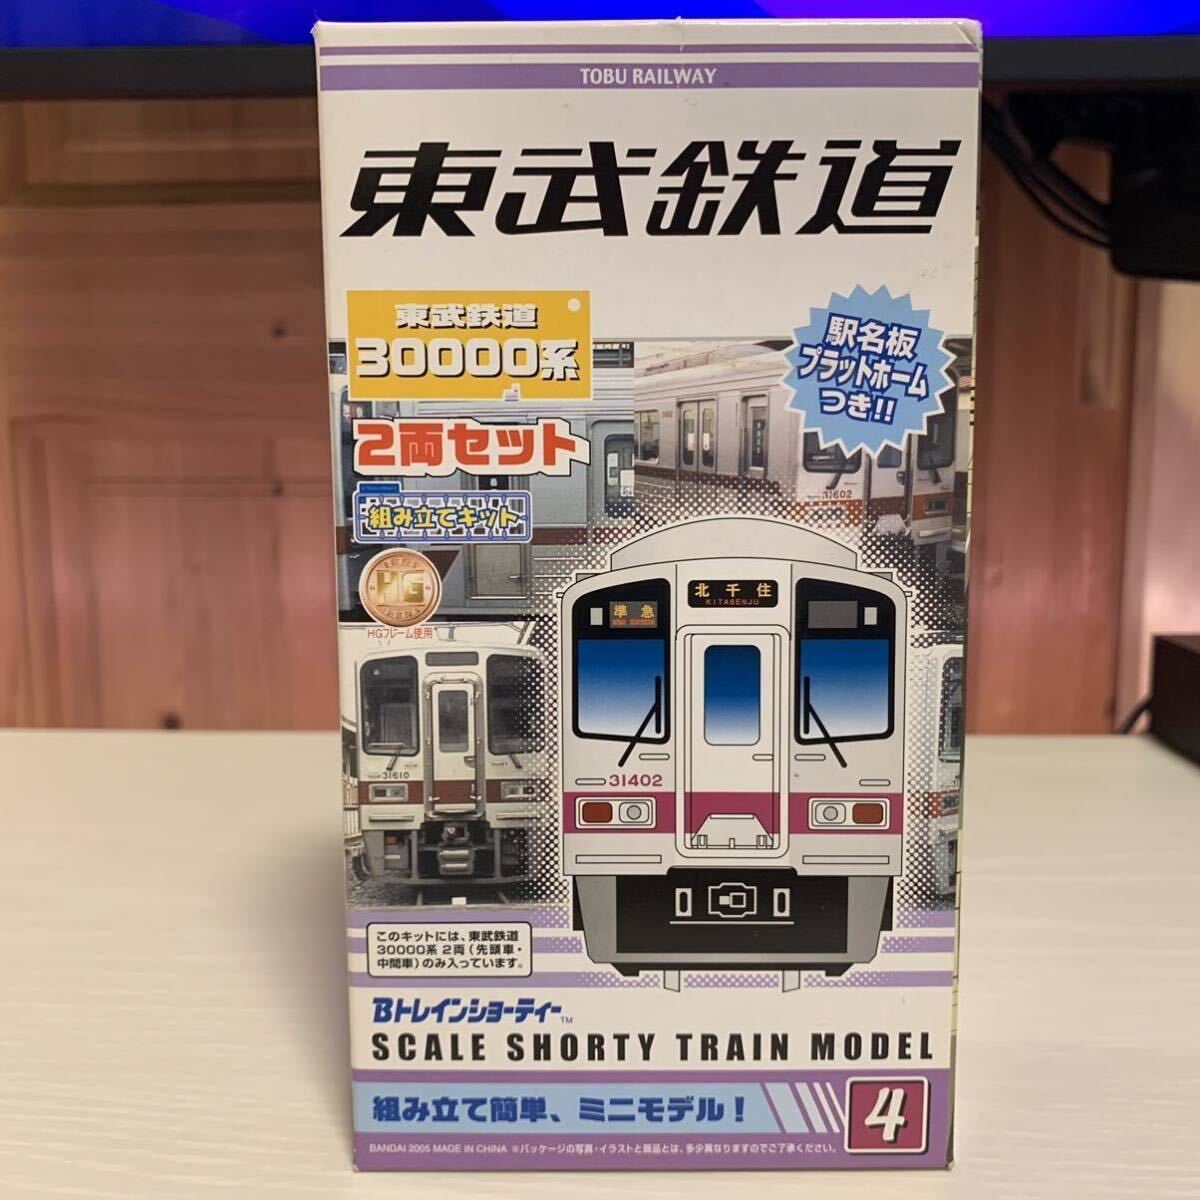 TOBU RAILWAY
東武鉄道
東武鉄道
30000系
駅名板
プラットホーム
つき!!
2両セット
組み立てキット
HG
HGフレーム使用
31602
31610
北千住
KITASENJU
準急
31402
このキットには、東武鉄道
30000系 2両(先頭車・
中間車)のみ入っています。
Bトレインショーティー™
SCALE SHORTY TRAIN MODEL
組み立て簡単、ミニモデル!
4
BANDAI 2005 MADE IN CHINA ※パッケージの写真・イラストと商品とは、多少異なりますのでご了承ください。